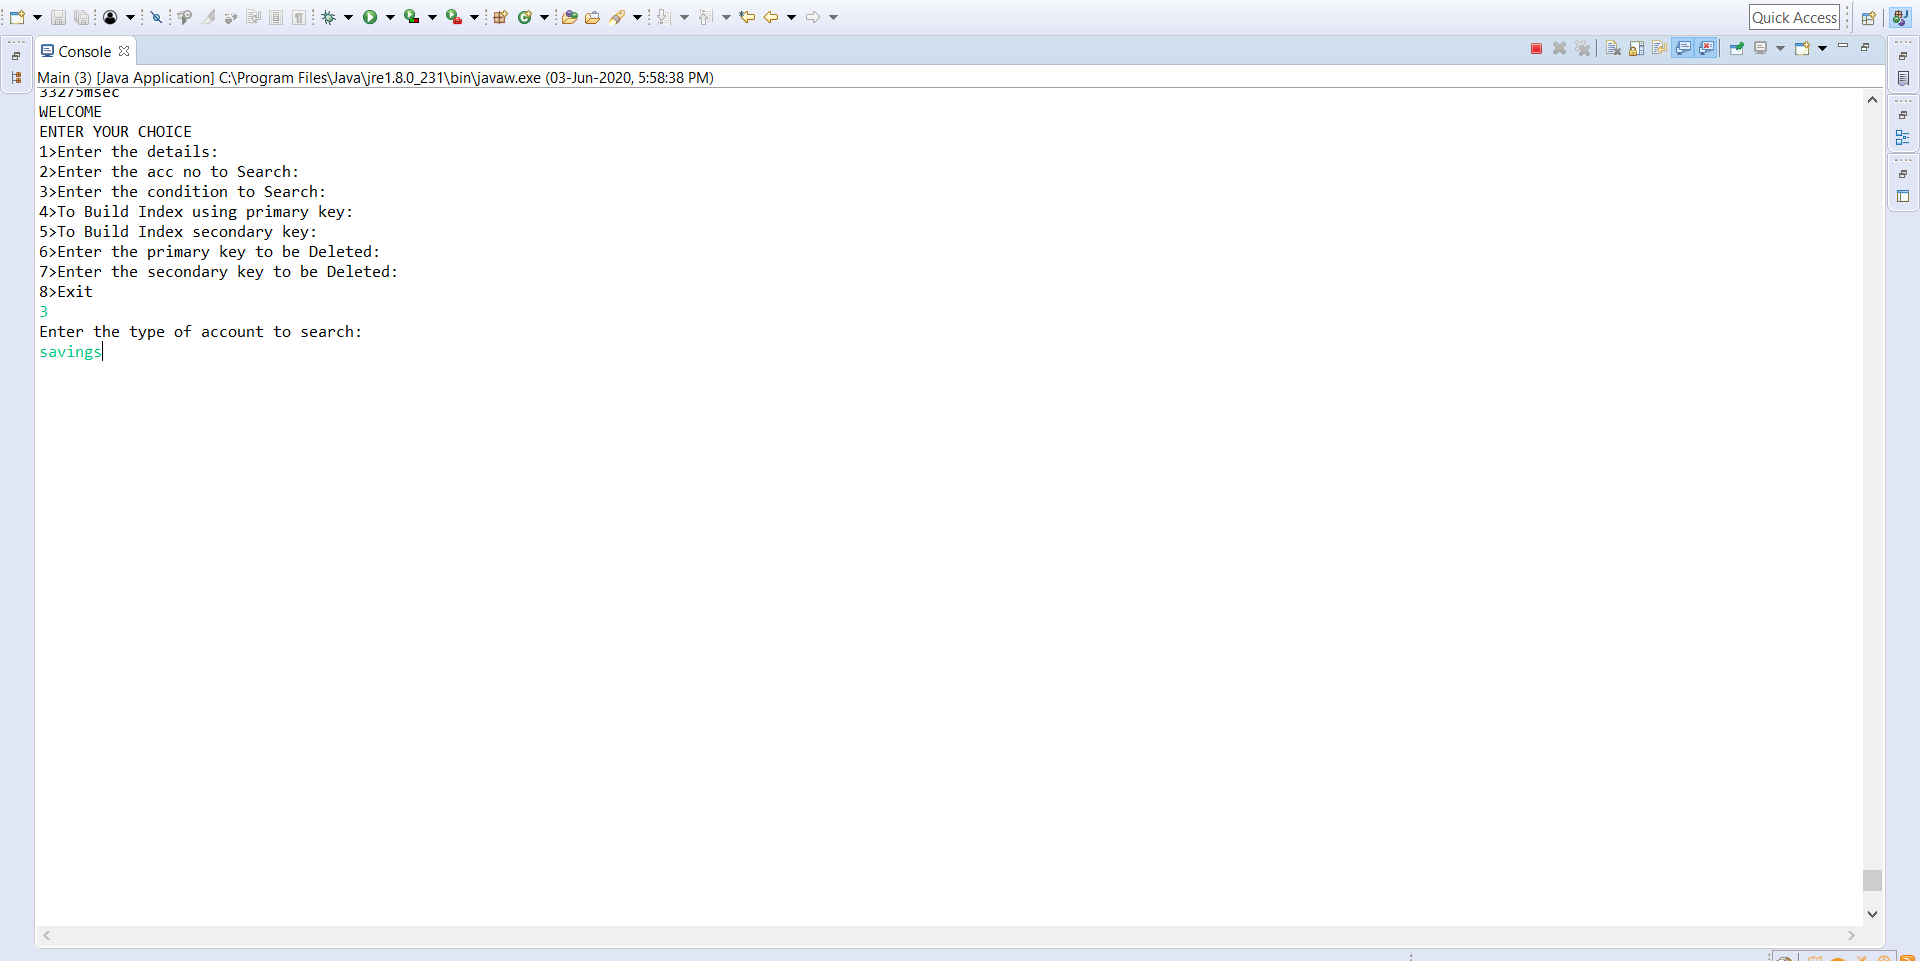 Quick Access
Console
Main (3) [Java Application] C:\Program Files\Java\jre1.8.0_231\bin\javaw.exe (03-Jun-2020, 5:58:38 PM)
33275msec
WELCOME
ENTER YOUR CHOICE
1>Enter the details:
2>Enter the acc no to Search:
3>Enter the condition to Search:
4>To Build Index using primary key:
5>To Build Index secondary key:
6>Enter the primary key to be Deleted:
7>Enter the secondary key to be Deleted:
8>Exit
3
Enter the type of account to search:
savings